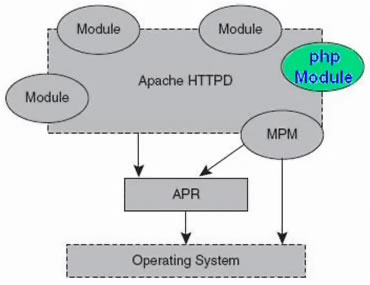 Module
Module
php
Module
Apache HTTPD
Module
MPM
APR
Operating System